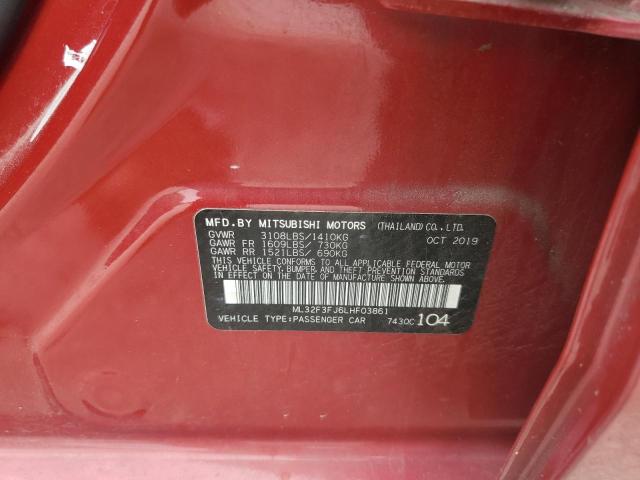 MFD.BY MITSUBISHI MOTORS (THAILAND)CO.,LTD.
GVWR 3108LBS/1410KG OCT 2019
GAWR FR 1609LBS/ 730KG
GAWR RR 1521LBS/ 690KG
THIS VEHICLE CONFORMS TO ALL APPLICABLE FEDERAL MOTOR
VEHICLE SAFETY, BUMPER, AND THEFT PREVENTION STANDARDS
IN EFFECT ON THE DATE OF MANUFACTURE SHOWN ABOVE.
ML32F3FJ6LHF03861
VEHICLE TYPE:PASSENGER CAR 7430C 104